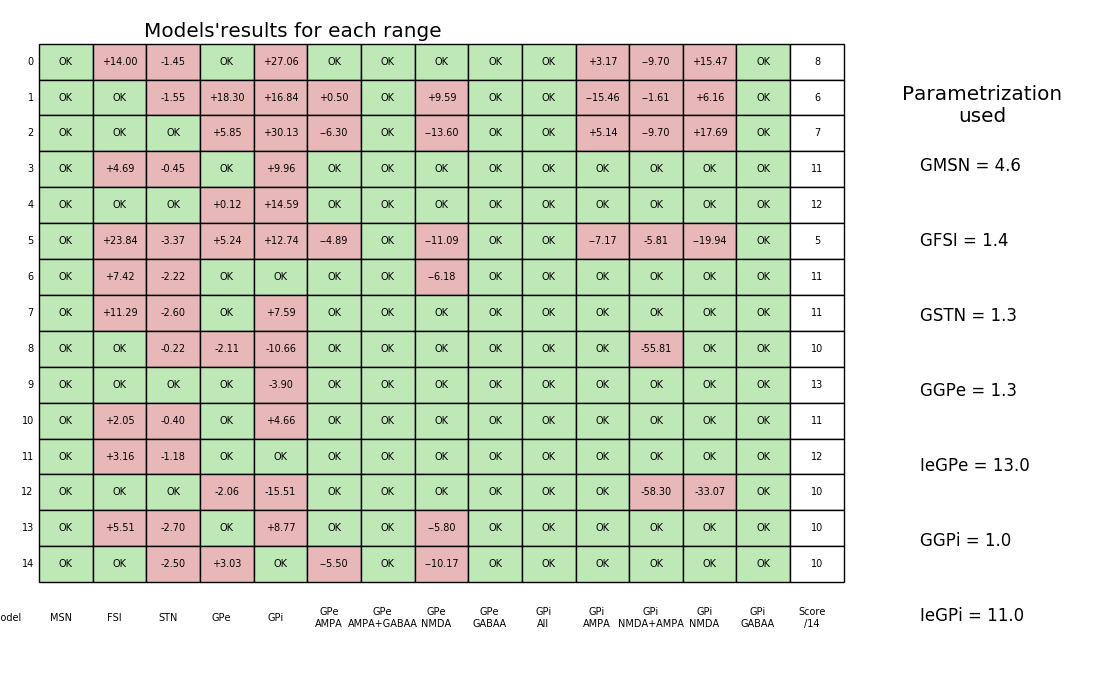 Models'results for each range
0 OK +14.00 -1.45 OK +27.06 OK OK OK OK OK +3.17 --9.70 +15.47 OK 8
1 OK OK -1.55 +18.30 +16.84 +0.50 OK +9.59 OK OK --15.46 --1.61 +6.16 OK 6
2 OK OK OK +5.85 +30.13 --6.30 OK --13.60 OK OK +5.14 --9.70 +17.69 OK 7
3 OK +4.69 -0.45 OK +9.96 OK OK OK OK OK OK OK OK OK 11
4 OK OK OK +0.12 +14.59 OK OK OK OK OK OK OK OK OK 12
5 OK +23.84 -3.37 +5.24 +12.74 --4.89 OK --11.09 OK OK --7.17 -5.81 --19.94 OK 5
6 OK +7.42 -2.22 OK OK OK OK --6.18 OK OK OK OK OK OK 11
7 OK +11.29 -2.60 OK +7.59 OK OK OK OK OK OK OK OK OK 11
8 OK OK -0.22 -2.11 -10.66 OK OK OK OK OK OK -55.81 OK OK 10
9 OK OK OK OK -3.90 OK OK OK OK OK OK OK OK OK 13
10 OK +2.05 -0.40 OK +4.66 OK OK OK OK OK OK OK OK OK 11
11 OK +3.16 -1.18 OK OK OK OK OK OK OK OK OK OK OK 12
12 OK OK OK -2.06 -15.51 OK OK OK OK OK OK -58.30 -33.07 OK 10
13 OK +5.51 -2.70 OK +8.77 OK OK --5.80 OK OK OK OK OK OK 10
14 OK OK -2.50 +3.03 OK --5.50 OK --10.17 OK OK OK OK OK OK 10
odel MSN FSI STN GPe GPi GPe GPe GPe GPe GPi GPi GPi GPi GPi Score
AMPA AMPA+GABAA NMDA GABAA All AMPA NMDA+AMPA NMDA GABAA /14
Parametrization
used
GMSN = 4.6
GFSI = 1.4
GSTN = 1.3
GGPe = 1.3
IeGPe = 13.0
GGPi = 1.0
IeGPi = 11.0